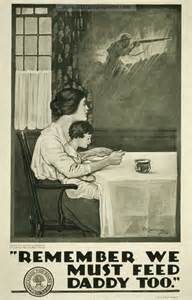 "REMEMBER WE
MUST FEED
DADDY TOO."